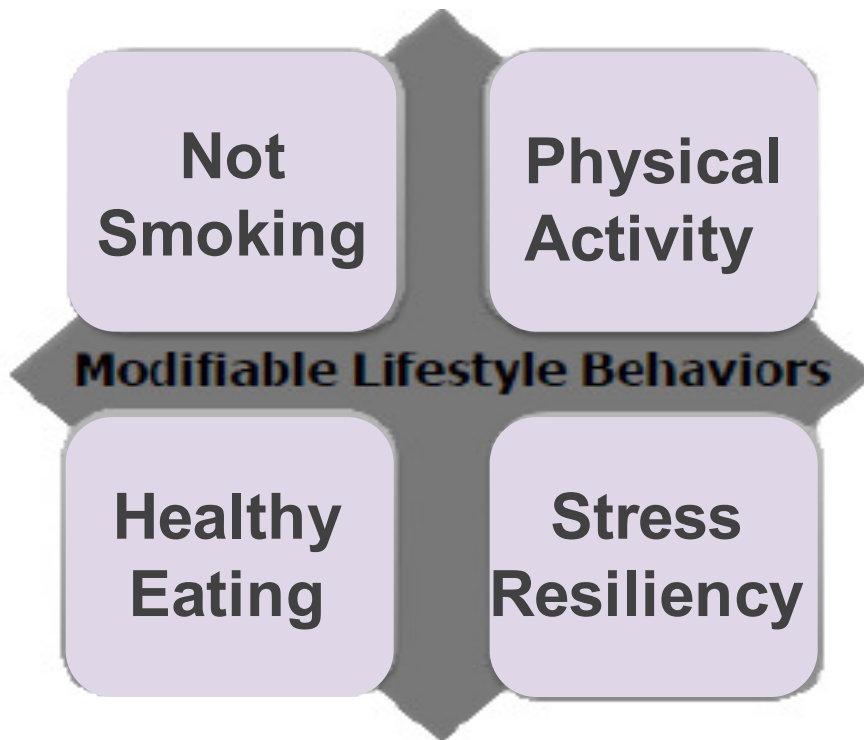 Not
Smoking
Physical
Activity
Modifiable Lifestyle Behaviors
Healthy
Eating
Stress
Resiliency